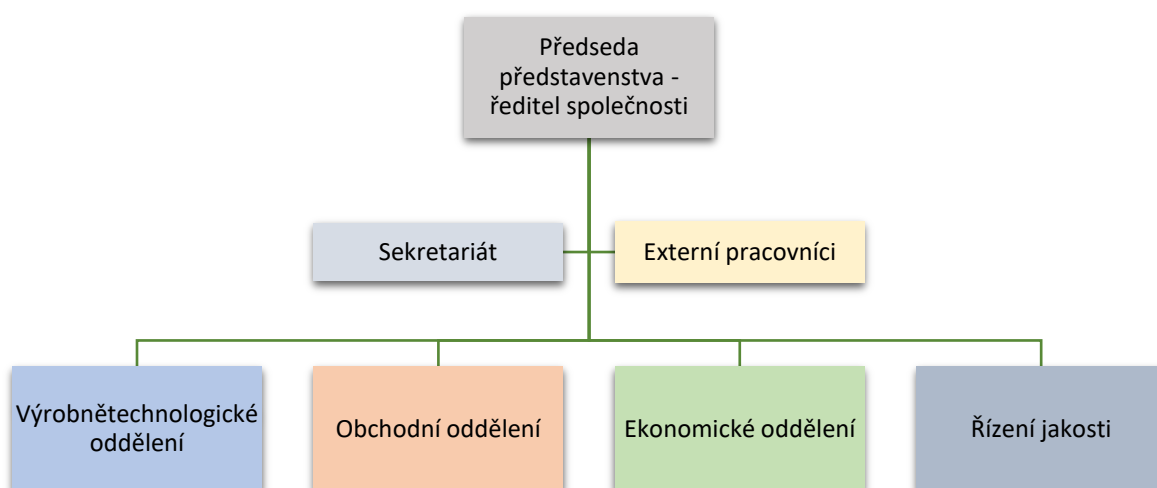 Předseda
představenstva -
ředitel společnosti
Sekretariát
Externí pracovníci
Výrobnětechnologické
oddělení
Obchodní oddělení
Ekonomické oddělení
Řízení jakosti